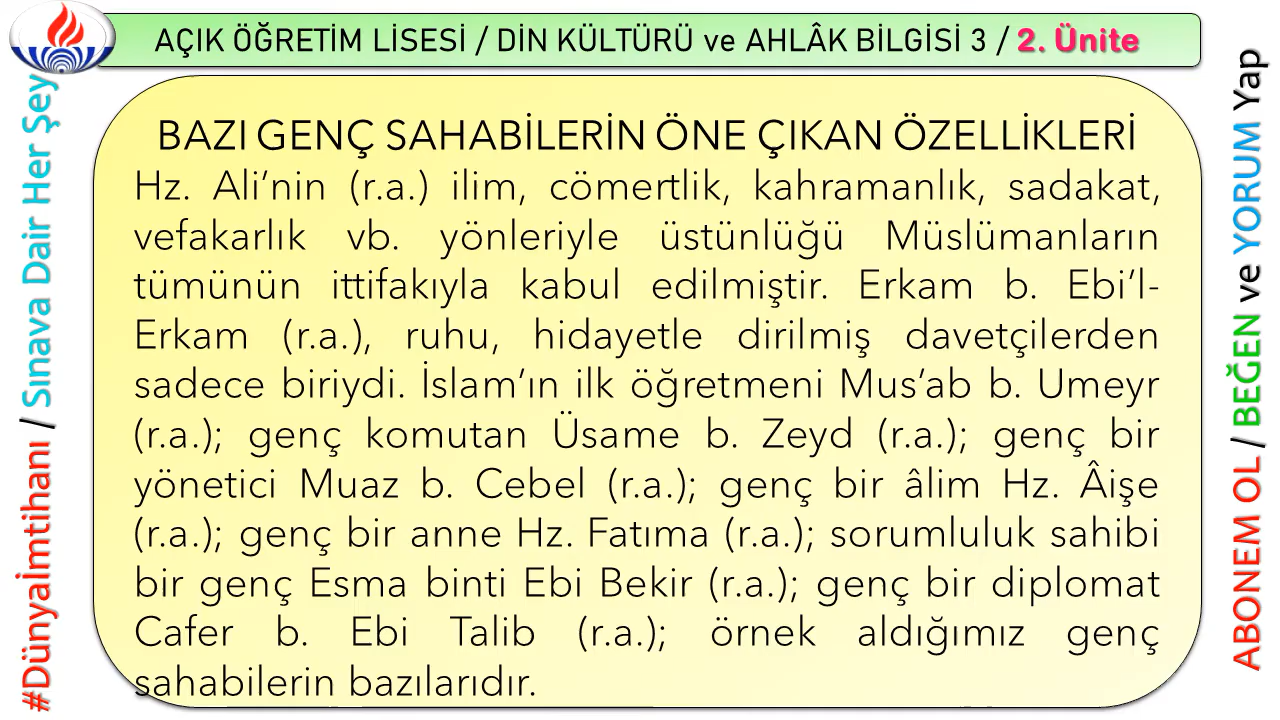 AÇIK ÖĞRETİM LİSESİ / DİN KÜLTÜRÜ ve AHLÂK BİLGİSİ 3 / 2. Ünite
#Dünyaİmtihanı / Sınava Dair Her Şey
BAZI GENÇ SAHABİLERİN ÖNE ÇIKAN ÖZELLİKLERİ
Hz. Ali’nin (r.a.) ilim, cömertlik, kahramanlık, sadakat,
vefakarlık vb. yönleriyle üstünlüğü Müslümanların
tümünün ittifakıyla kabul edilmiştir. Erkam b. Ebi’l-
Erkam (r.a.), ruhu, hidayetle dirilmiş davetçilerden
sadece biriydi. İslam’ın ilk öğretmeni Mus’ab b. Umeyr
(r.a.); genç komutan Üsame b. Zeyd (r.a.); genç bir
yönetici Muaz b. Cebel (r.a.); genç bir âlim Hz. Âişe
(r.a.); genç bir anne Hz. Fatıma (r.a.); sorumluluk sahibi
bir genç Esma binti Ebi Bekir (r.a.); genç bir diplomat
Cafer b. Ebi Talib (r.a.); örnek aldığımız genç
sahabilerin bazılarıdır.
ABONEM OL / BEĞEN ve YORUM Yap